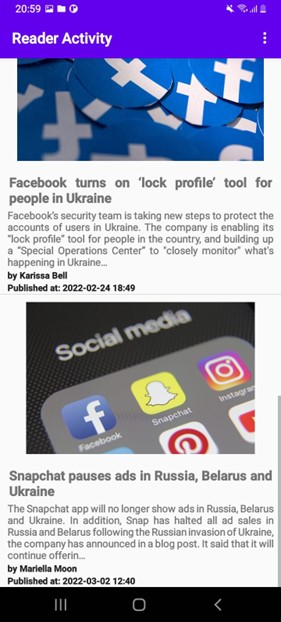 20:59
Reader Activity
Facebook turns on ‘lock profile’ tool for
people in Ukraine
Facebook’s security team is taking new steps to protect the
accounts of users in Ukraine. The company is enabling its
“lock profile” tool for people in the country, and building up
a “Special Operations Center” to "closely monitor" what's
happening in Ukraine…
by Karissa Bell
Published at: 2022-02-24 18:49
Social media
Facebook
Snapchat
Instagram
Snapchat pauses ads in Russia, Belarus and
Ukraine
The Snapchat app will no longer show ads in Russia, Belarus
and Ukraine. In addition, Snap has halted all ad sales in
Russia and Belarus following the Russian invasion of Ukraine,
the company has announced in a blog post. It said that it will
continue offerin…
by Mariella Moon
Published at: 2022-03-02 12:40